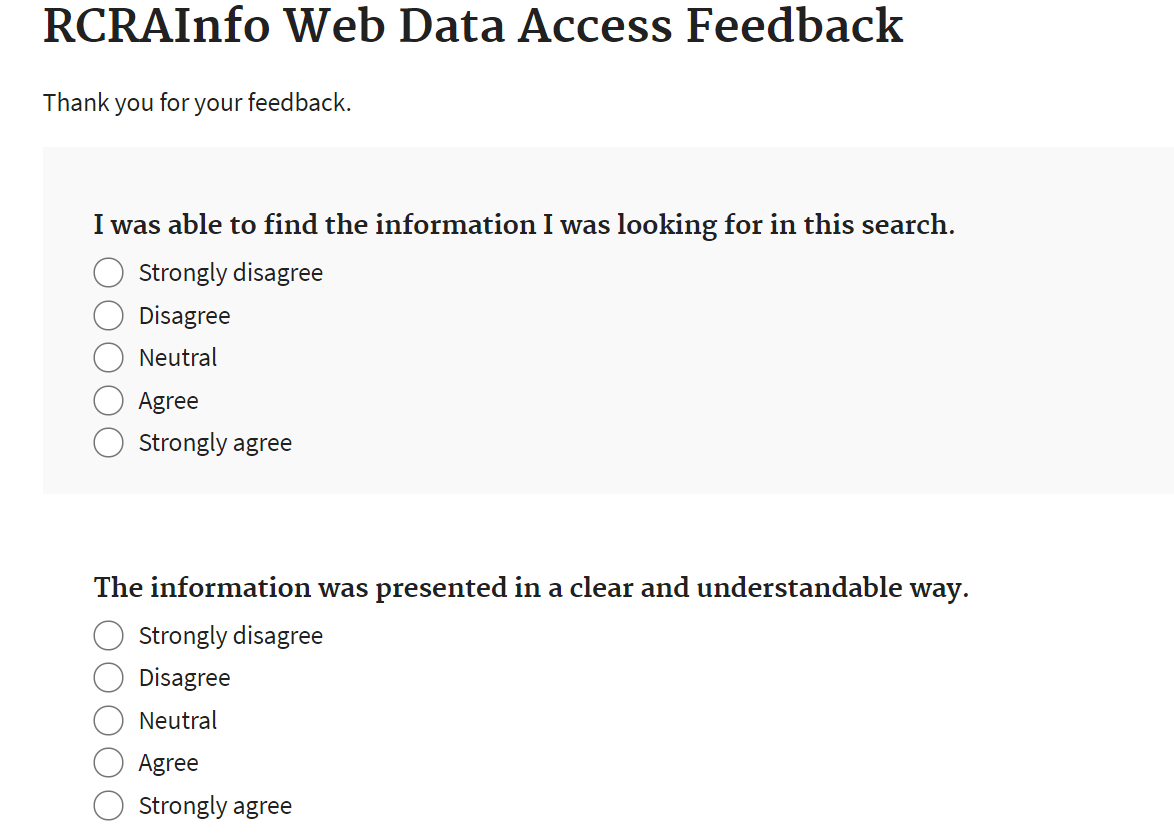 RCRAInfo Web Data Access Feedback
Thank you for your feedback.
I was able to find the information I was looking for in this search.
Strongly disagree
Disagree
Neutral
Agree
Strongly agree
The information was presented in a clear and understandable way.
Strongly disagree
Disagree
Neutral
Agree
Strongly agree